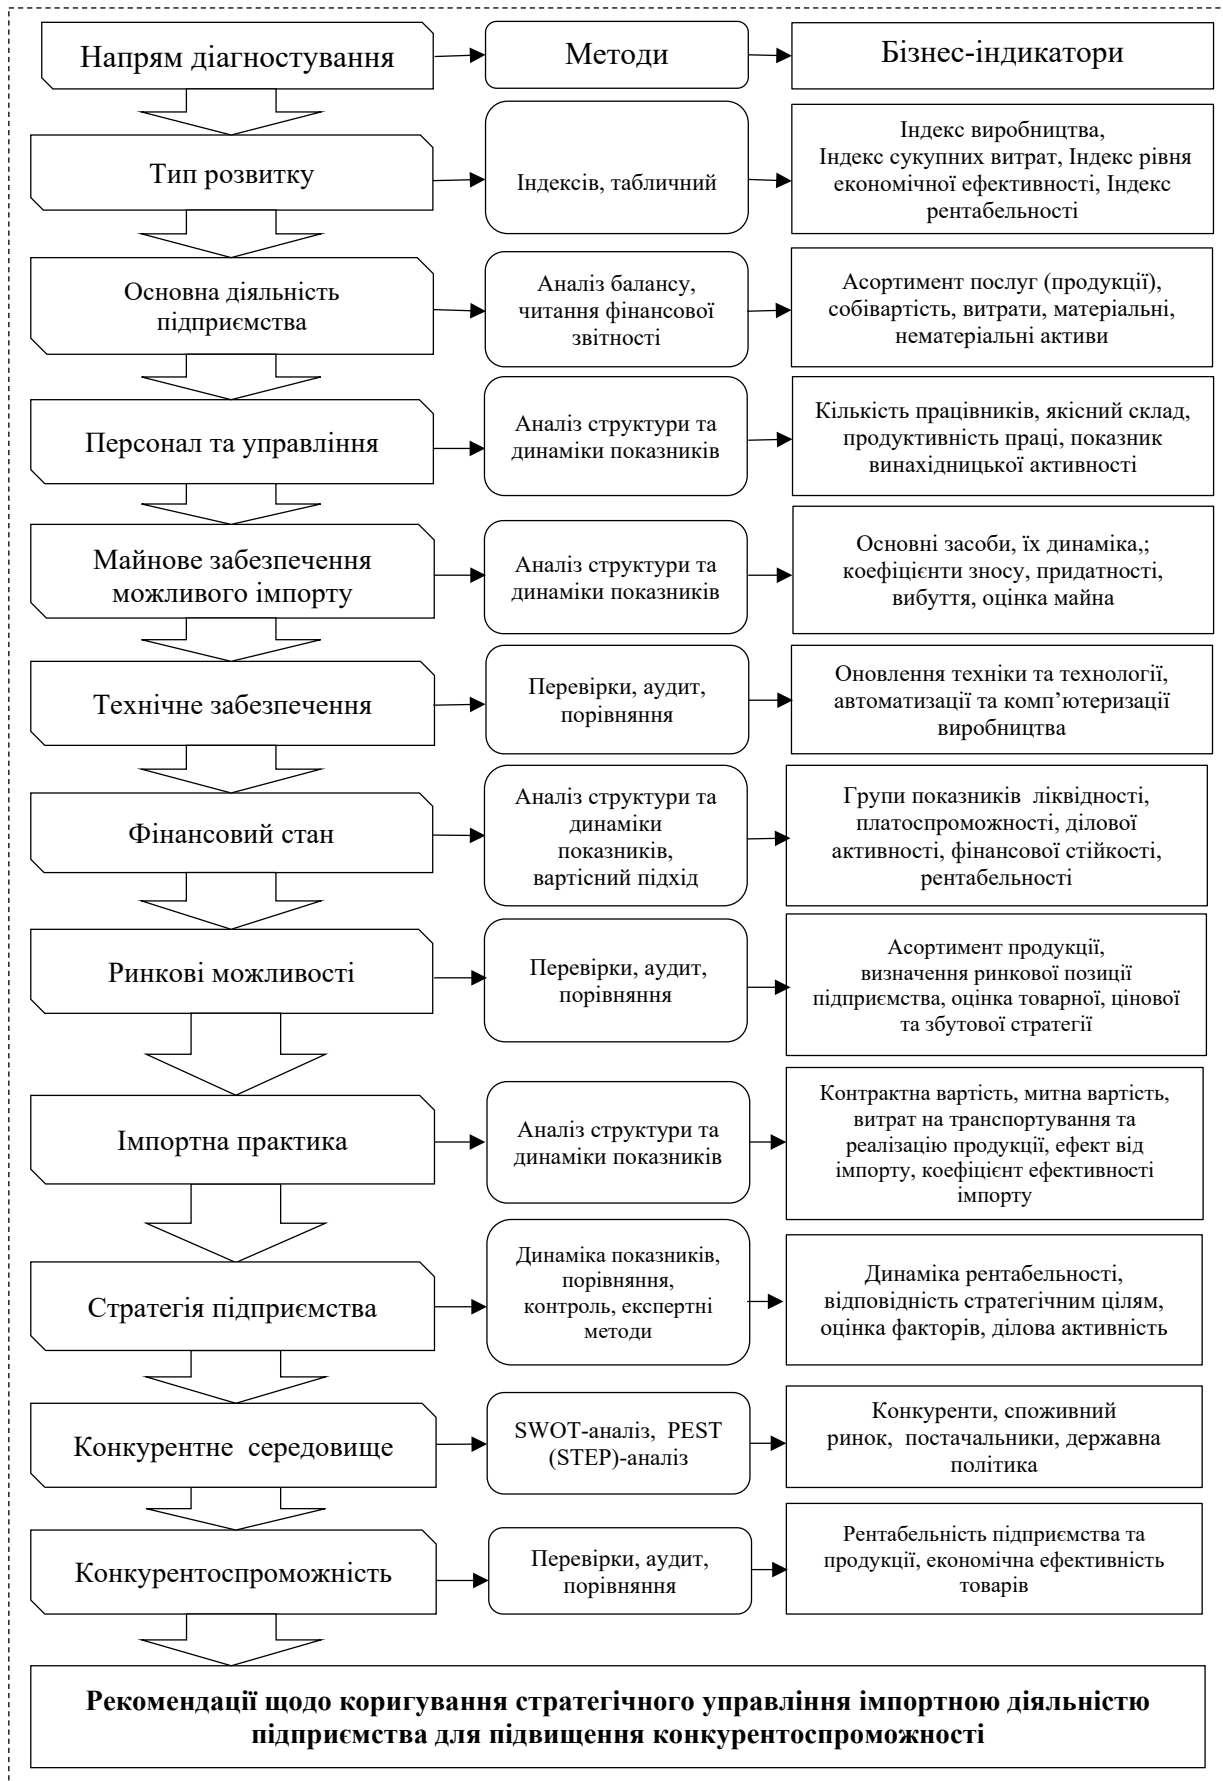 Напрям діагностування
Методи
Бізнес-індикатори
Тип розвитку
Індексів, табличний
Індекс виробництва,
Індекс сукупних витрат, Індекс рівня
економічної ефективності, Індекс
рентабельності
Основна діяльність
підприємства
Аналіз балансу,
читання фінансової
звітності
Асортимент послуг (продукції),
собівартість, витрати, матеріальні,
нематеріальні активи
Персонал та управління
Аналіз структури та
динаміки показників
Кількість працівників, якісний склад,
продуктивність праці, показник
винахідницької активності
Майнове забезпечення
можливого імпорту
Аналіз структури та
динаміки показників
Основні засоби, їх динаміка,;
коефіцієнти зносу, придатності,
вибуття, оцінка майна
Технічне забезпечення
Перевірки, аудит,
порівняння
Оновлення техніки та технології,
автоматизації та комп’ютеризації
виробництва
Фінансовий стан
Аналіз структури та
динаміки
показників,
вартісний підхід
Групи показників ліквідності,
платоспроможності, ділової
активності, фінансової стійкості,
рентабельності
Ринкові можливості
Перевірки, аудит,
порівняння
Асортимент продукції,
визначення ринкової позиції
підприємства, оцінка товарної, цінової
та збутової стратегії
Імпортна практика
Аналіз структури та
динаміки показників
Контрактна вартість, митна вартість,
витрат на транспортування та
реалізацію продукції, ефект від
імпорту, коефіцієнт ефективності
імпорту
Стратегія підприємства
Динаміка показників,
порівняння,
контроль, експертні
методи
Динаміка рентабельності,
відповідність стратегічним цілям,
оцінка факторів, ділова активність
Конкурентне середовище
SWOT-аналіз, PEST
(STEP)-аналіз
Конкуренти, споживний
ринок, постачальники, державна
політика
Конкурентоспроможність
Перевірки, аудит,
порівняння
Рентабельність підприємства та
продукції, економічна ефективність
товарів
Рекомендації щодо коригування стратегічного управління імпортною діяльністю
підприємства для підвищення конкурентоспроможності